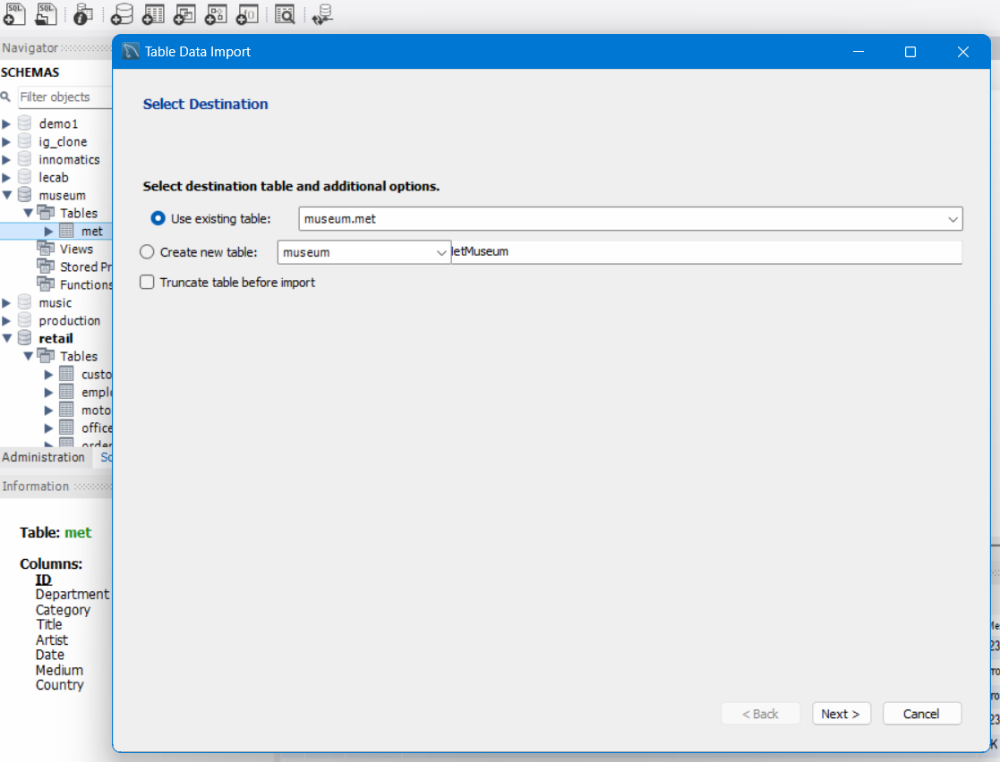 SQL SQL
Navigator
Table Data Import
SCHEMAS
Filter objects
demo1
ig_clone
innomatics
lecab
museum
Tables
met
Views
Stored Pr
Functions
music
production
retail
Tables
custo
emplo
moto
office
order
Administration
Information
Table: met
Columns:
ID
Department
Category
Title
Artist
Date
Medium
Country
Select Destination
Select destination table and additional options.
Use existing table: museum.met
Create new table: museum letMuseum
Truncate table before import
< Back Next > Cancel